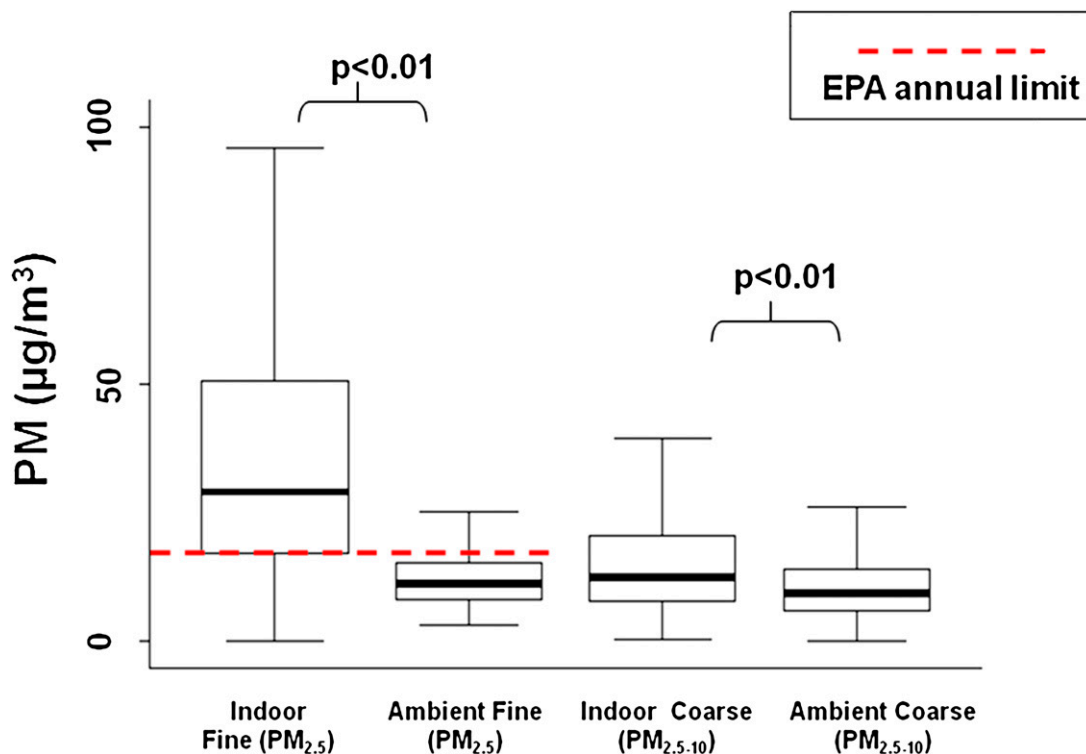 EPA annual limit
p<0.01
p<0.01
PM (μg/m³)
100
50
0
Indoor
Fine (PM₂.₅)
Ambient Fine
(PM₂.₅)
Indoor Coarse
(PM₂.₅₋₁₀)
Ambient Coarse
(PM₂.₅₋₁₀)